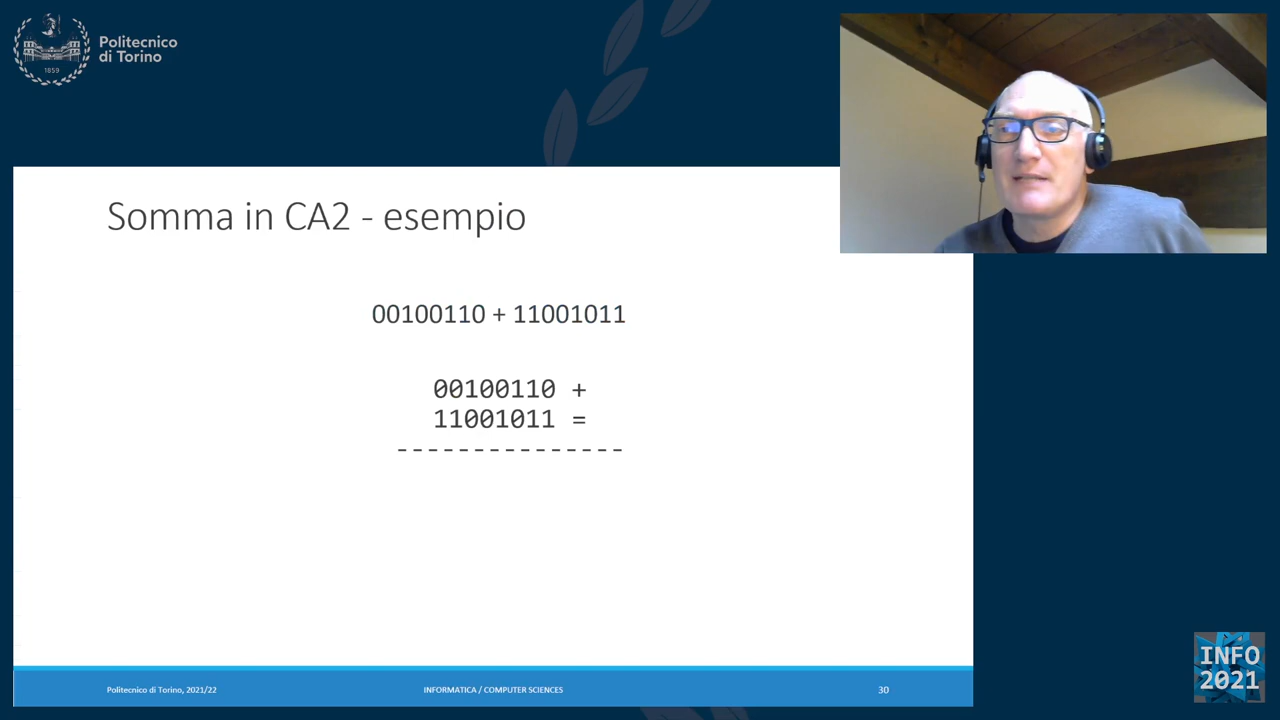 Politecnico
di Torino
1859
Somma in CA2 - esempio
00100110 + 11001011
00100110 +
11001011 =
---------------
Politecnico di Torino, 2021/22
INFORMATICA / COMPUTER SCIENCES
30
INFO
2021